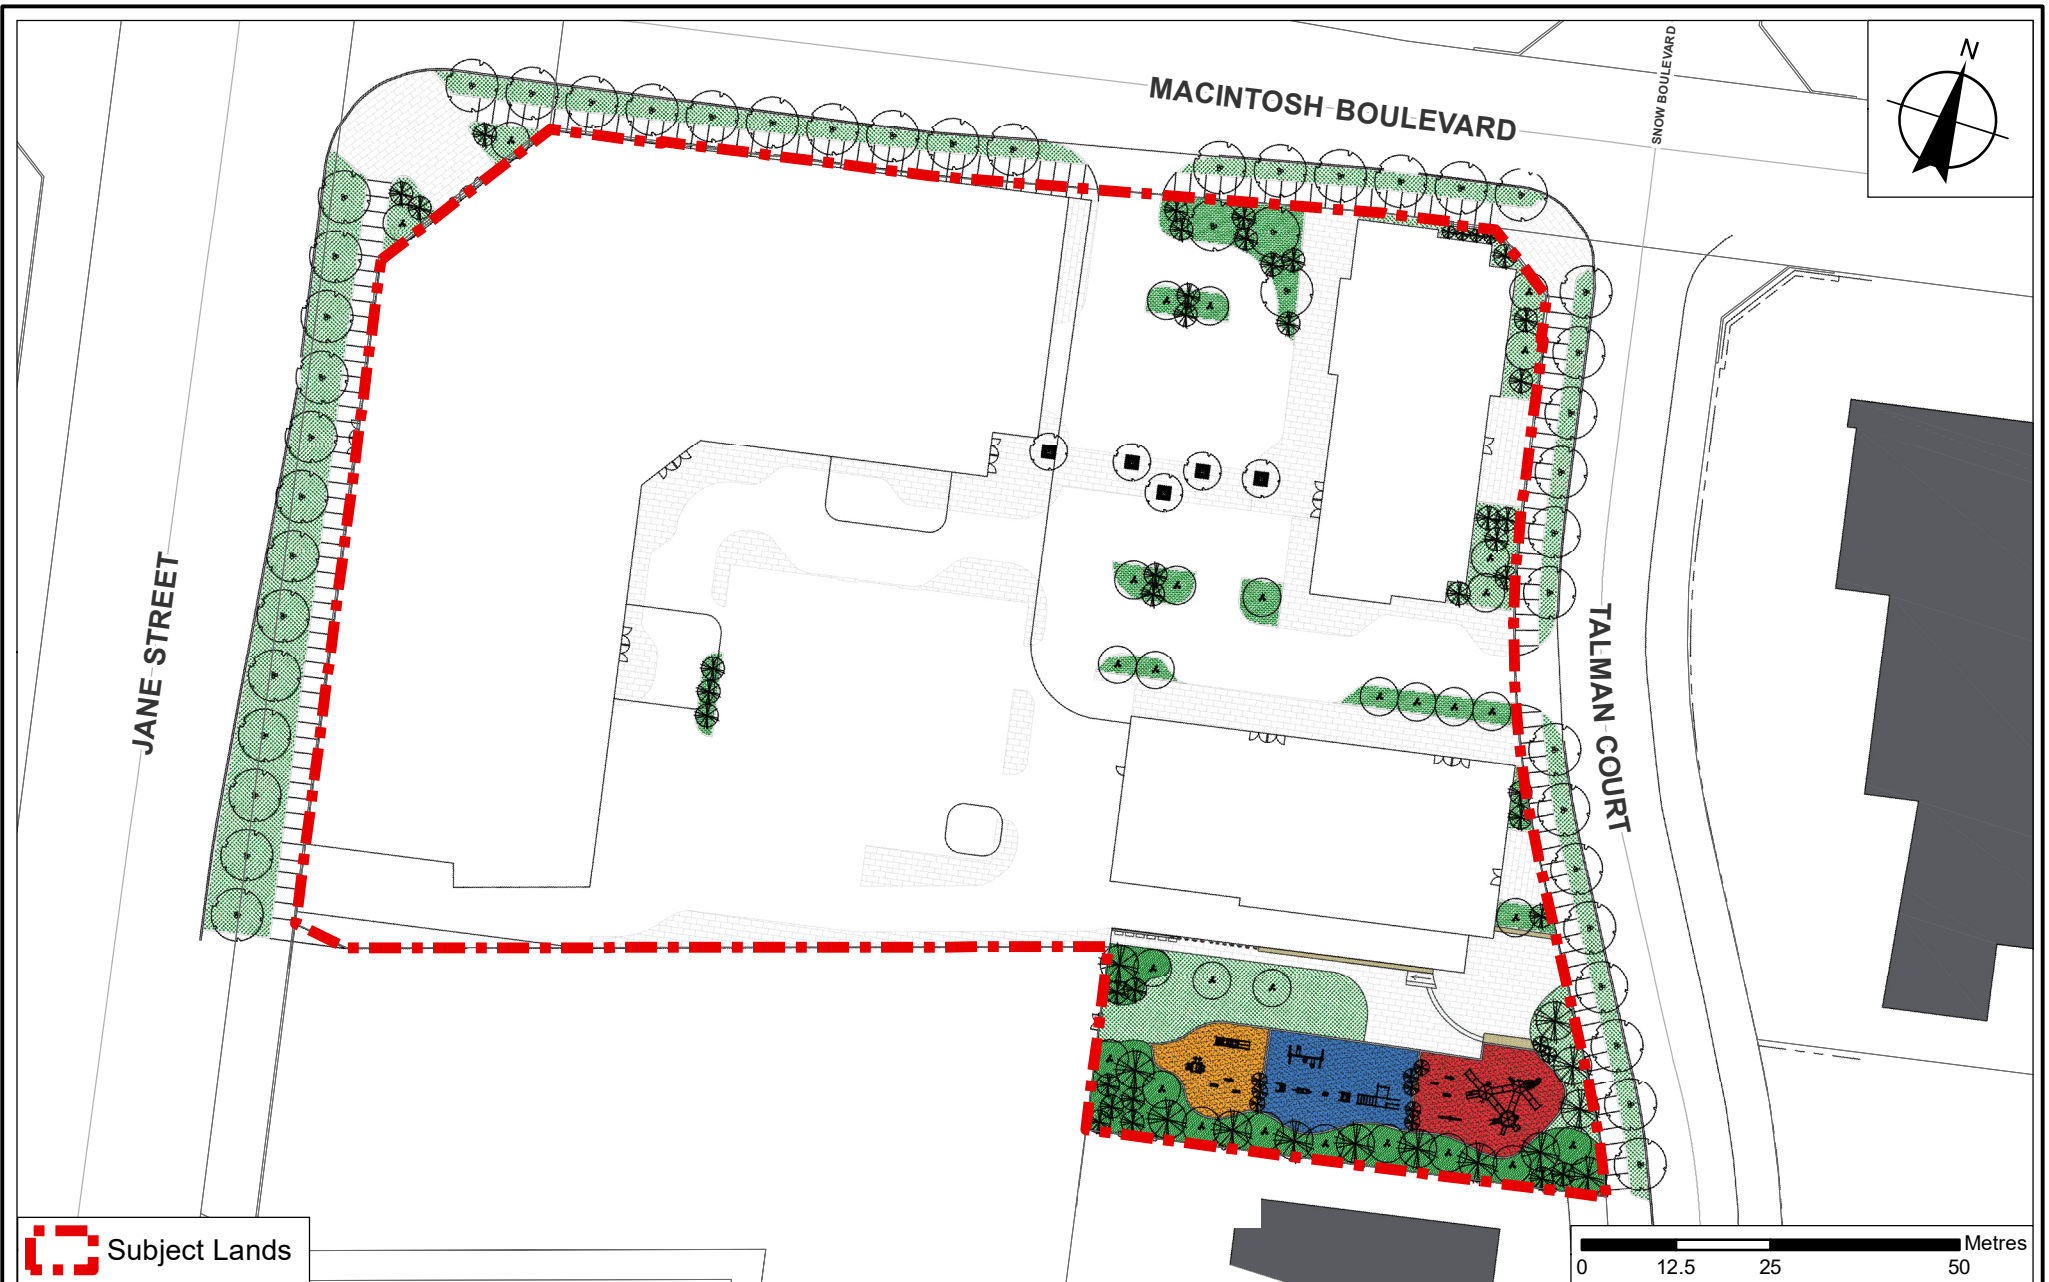 MACINTOSH BOULEVARD
SNOW BOULEVARD
N
JANE STREET
TALMAN COURT
Subject Lands
Metres
0 12.5 25 50